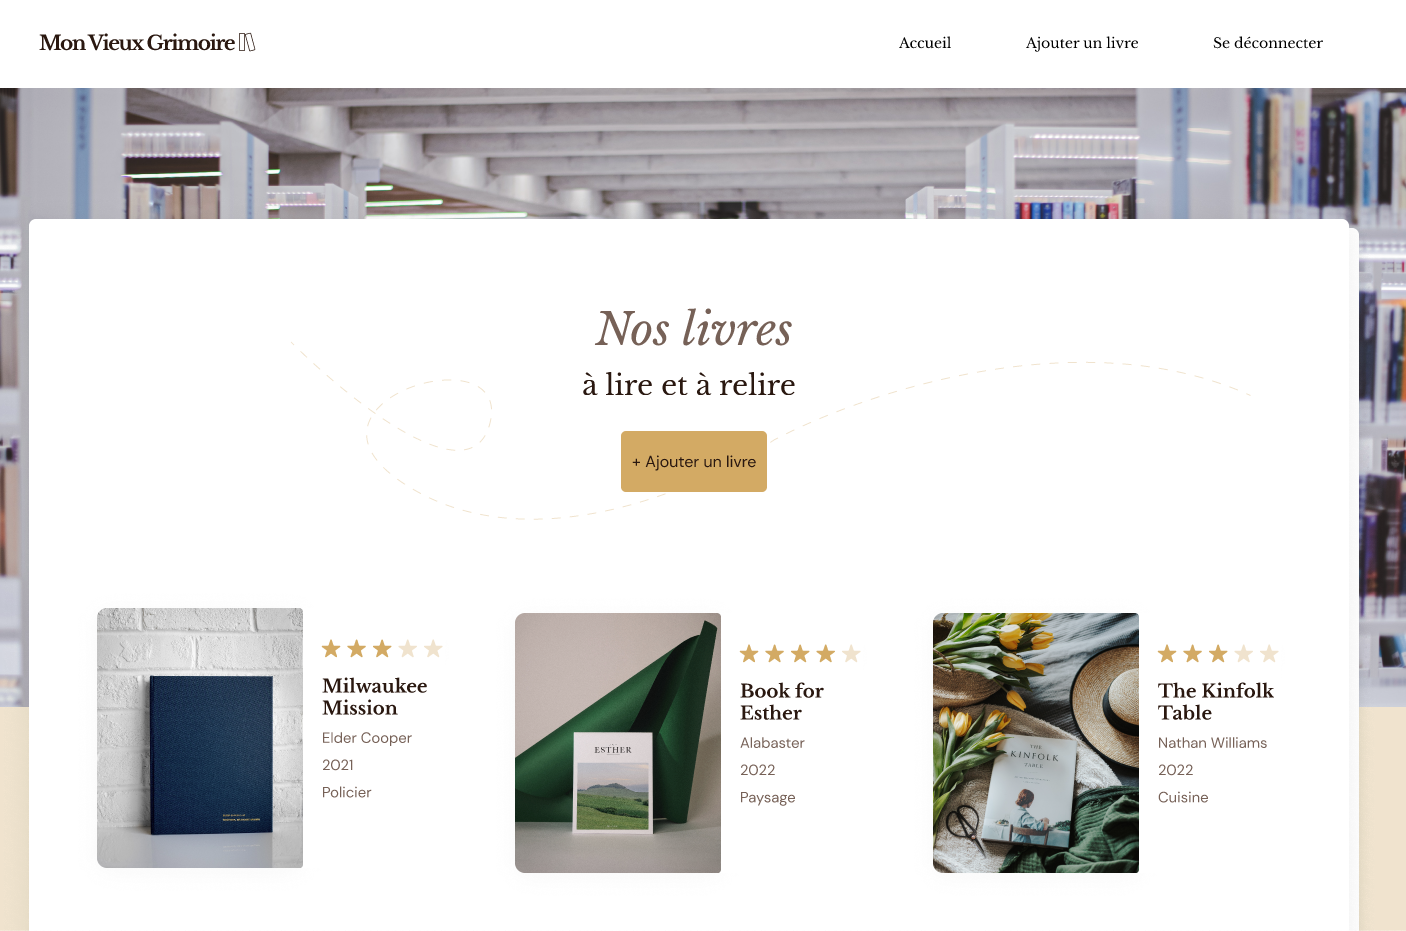 Mon Vieux Grimoire
Accueil
Ajouter un livre
Se déconnecter
Nos livres
à lire et à relire
+ Ajouter un livre
Milwaukee
Mission
Elder Cooper
2021
Policier
ESTHER
Book for
Esther
Alabaster
2022
Paysage
THE
KINFOLK
TABLE
The Kinfolk
Table
Nathan Williams
2022
Cuisine